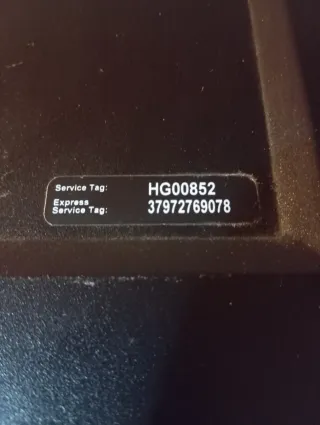 Service Tag: HG00852
Express
Service Tag: 37972769078